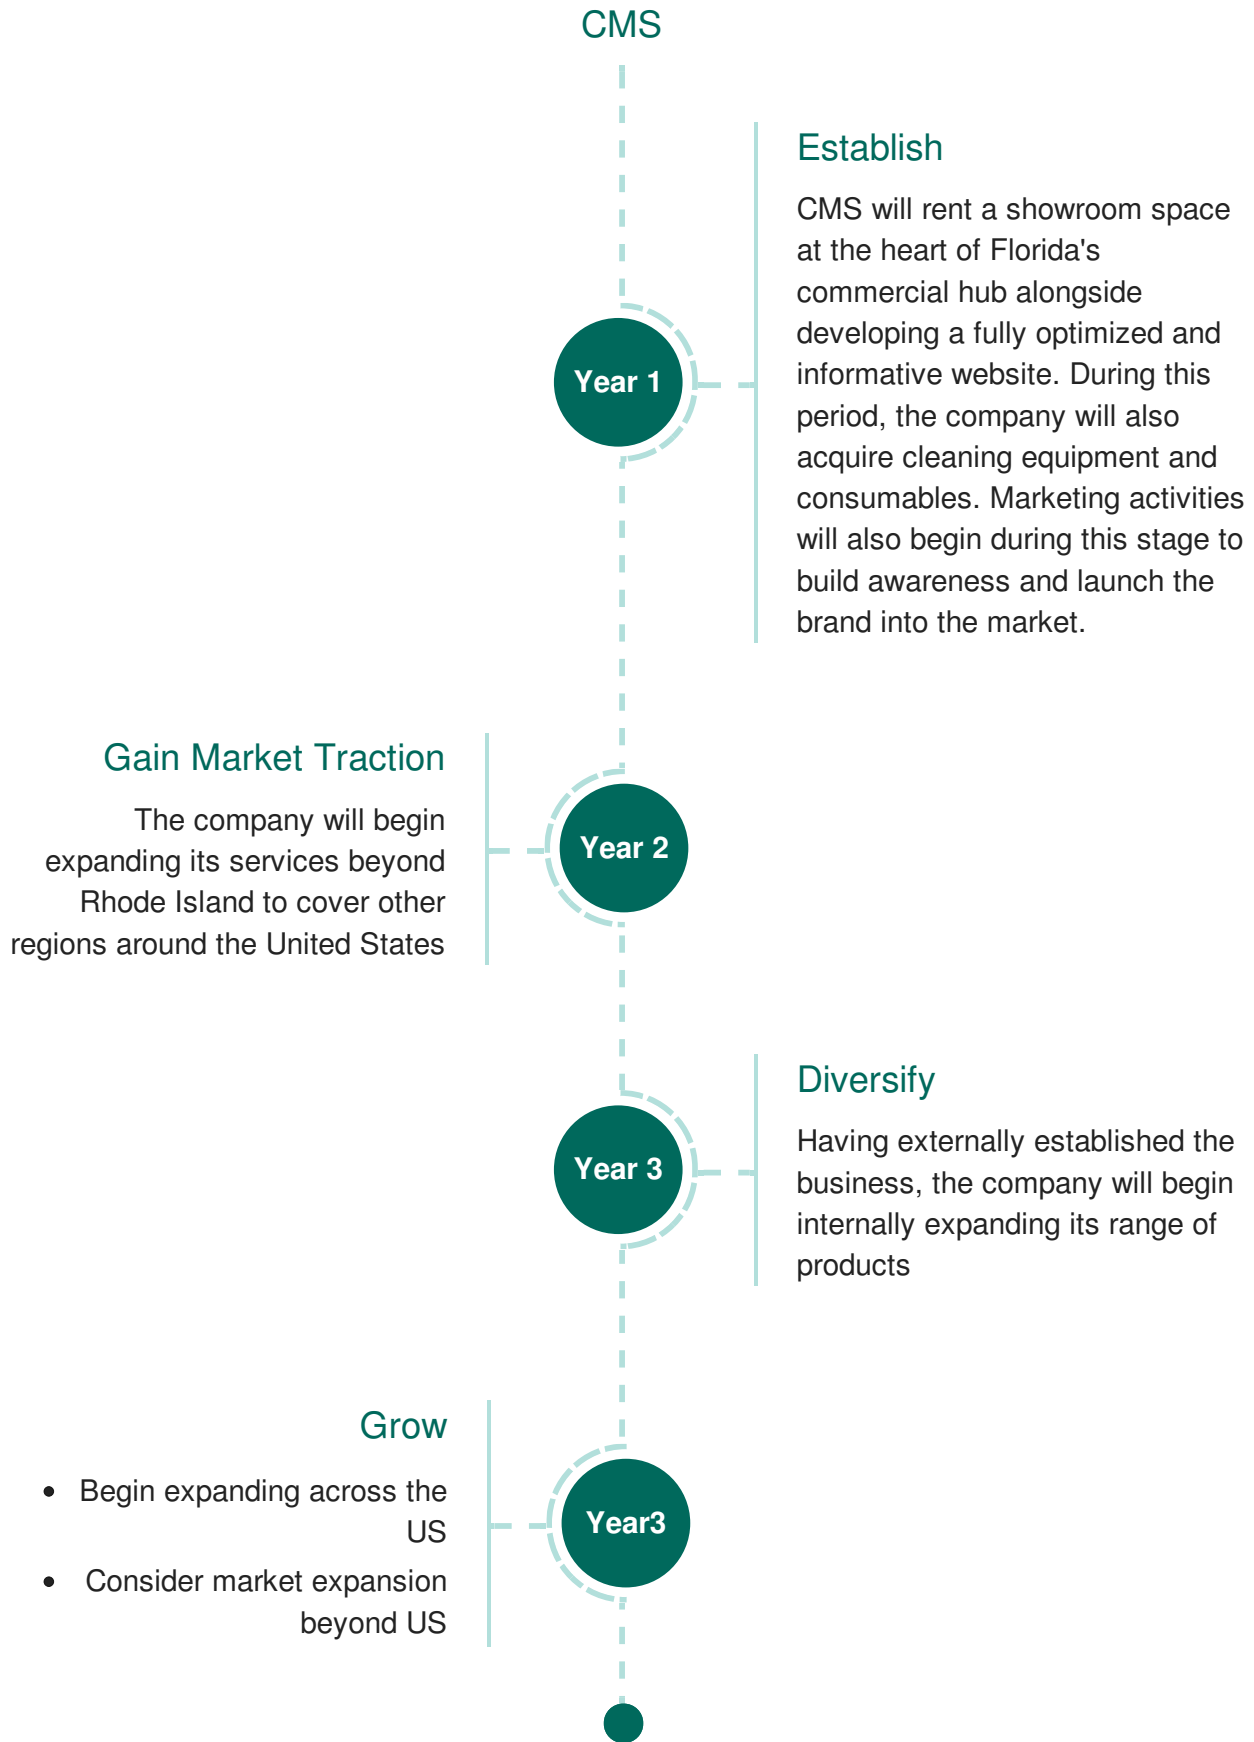 CMS
Establish
CMS will rent a showroom space
at the heart of Florida's
commercial hub alongside
developing a fully optimized and
informative website. During this
period, the company will also
acquire cleaning equipment and
consumables. Marketing activities
will also begin during this stage to
build awareness and launch the
brand into the market.
Year 1
Gain Market Traction
The company will begin
expanding its services beyond
Rhode Island to cover other
regions around the United States
Year 2
Diversify
Having externally established the
business, the company will begin
internally expanding its range of
products
Year 3
Grow
• Begin expanding across the
US
• Consider market expansion
beyond US
Year3